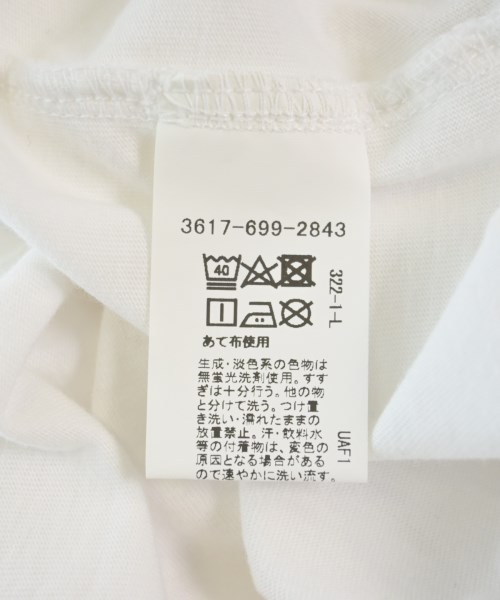 3617-699-2843
40
322-1-L
あて布使用
生成・淡色系の色物は
無蛍光洗剤使用。すす
ぎは十分行う。他の物
と分けて洗う。つけ置
き洗い・濡れたままの
放置禁止。汗・飲料水
等の付着物は、変色の
原因となる場合がある
ので速やかに洗い流す
UAF1